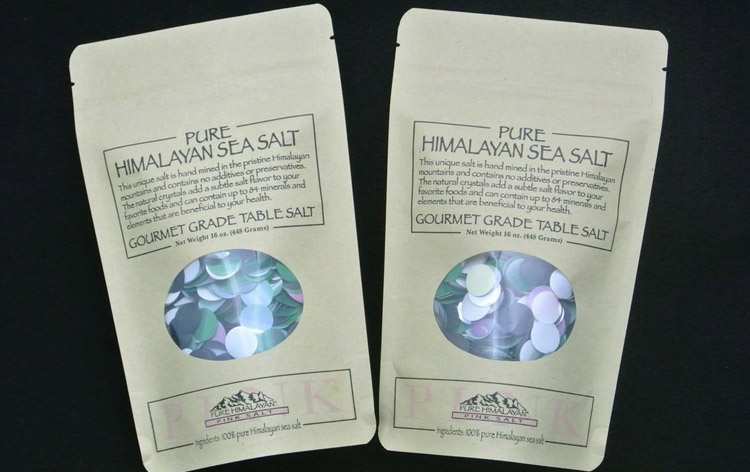 PURE
HIMALAYAN SEA SALT
This unique salt is hand mined in the pristine Himalayan
mountains and contains no additives or preservatives.
The natural crystals add a subtle salt flavor to your
favorite foods and can contain up to 84 minerals and
elements that are beneficial to your health.
GOURMET GRADE TABLE SALT
Net Weight 16 oz. (448 Grams)
PINK
PURE HIMALAYAN
PINK SALT
Ingredients: 100% pure Himalayan sea salt
PURE
HIMALAYAN SEA SALT
This unique salt is hand mined in the pristine Himalayan
mountains and contains no additives or preservatives.
The natural crystals add a subtle salt flavor to your
favorite foods and can contain up to 84 minerals and
elements that are beneficial to your health.
GOURMET GRADE TABLE SALT
Net Weight 16 oz. (448 Grams)
PINK
PURE HIMALAYAN
PINK SALT
Ingredients: 100% pure Himalayan sea salt